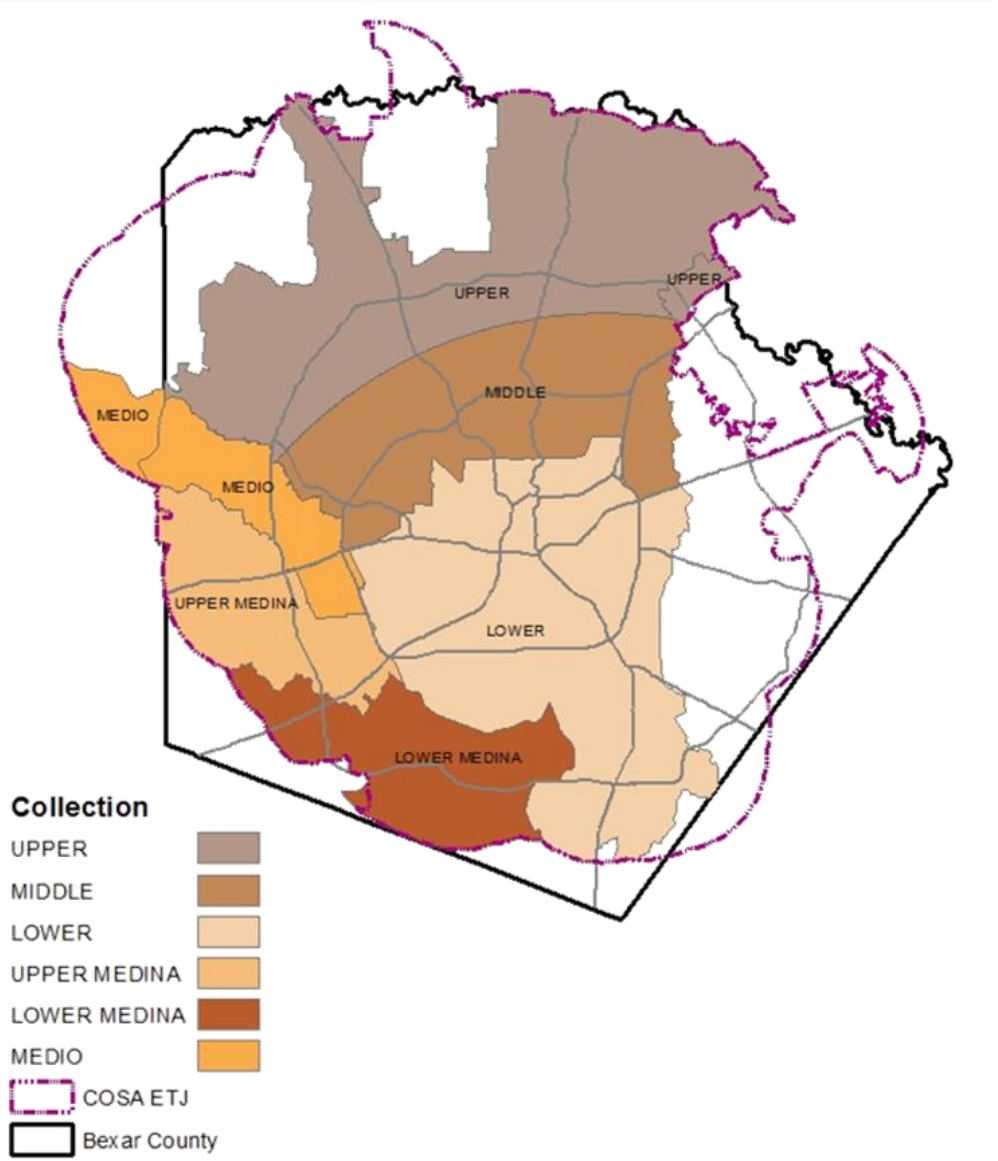 UPPER
UPPER
MIDDLE
MEDIO
MEDIO
UPPER MEDINA
LOWER
LOWER MEDINA
Collection
UPPER
MIDDLE
LOWER
UPPER MEDINA
LOWER MEDINA
MEDIO
COSA ETJ
Bexar County